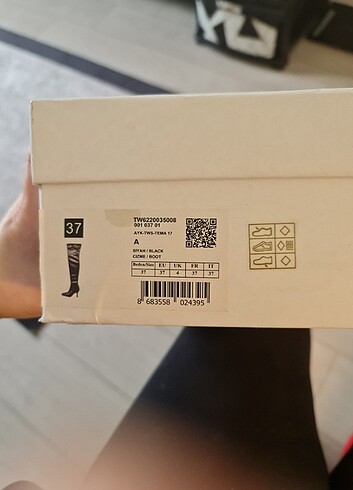 37
TW6220035008
001 037 01
AYK-TWS-TEMA 17
A
SIYAH / BLACK
CIZME / BOOT
Beden/Size EU UK FR IT
37 37 4 37 37
8 683558 024395